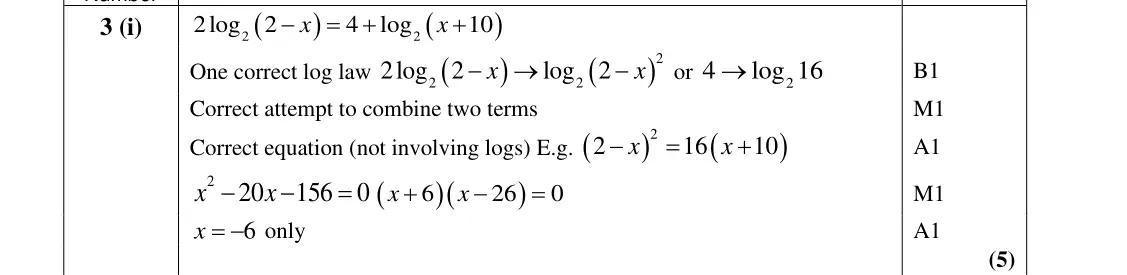 Number
3 (i) 2log₂(2−x)=4+log₂(x+10)
One correct log law 2log₂(2−x)→log₂(2−x)² or 4→log₂16 B1
Correct attempt to combine two terms M1
Correct equation (not involving logs) E.g. (2−x)²=16(x+10) A1
x²−20x−156=0 (x+6)(x−26)=0 M1
x=−6 only A1
(5)